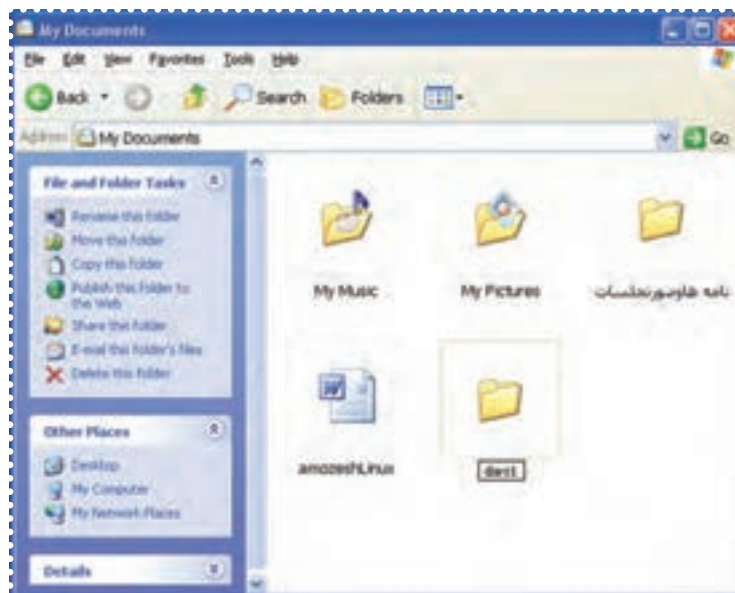 My Documents
File Edit View Favorites Tools Help
Back Search Folders
Address My Documents Go
File and Folder Tasks
Rename this folder
Move this folder
Copy this folder
Publish this folder to
the Web
Share this folder
E-mail this folder's files
Delete this folder
Other Places
Desktop
My Computer
My Network Places
Details
My Music
My Pictures
نامه هاوصورتجلسات
amozeshLinux
dest